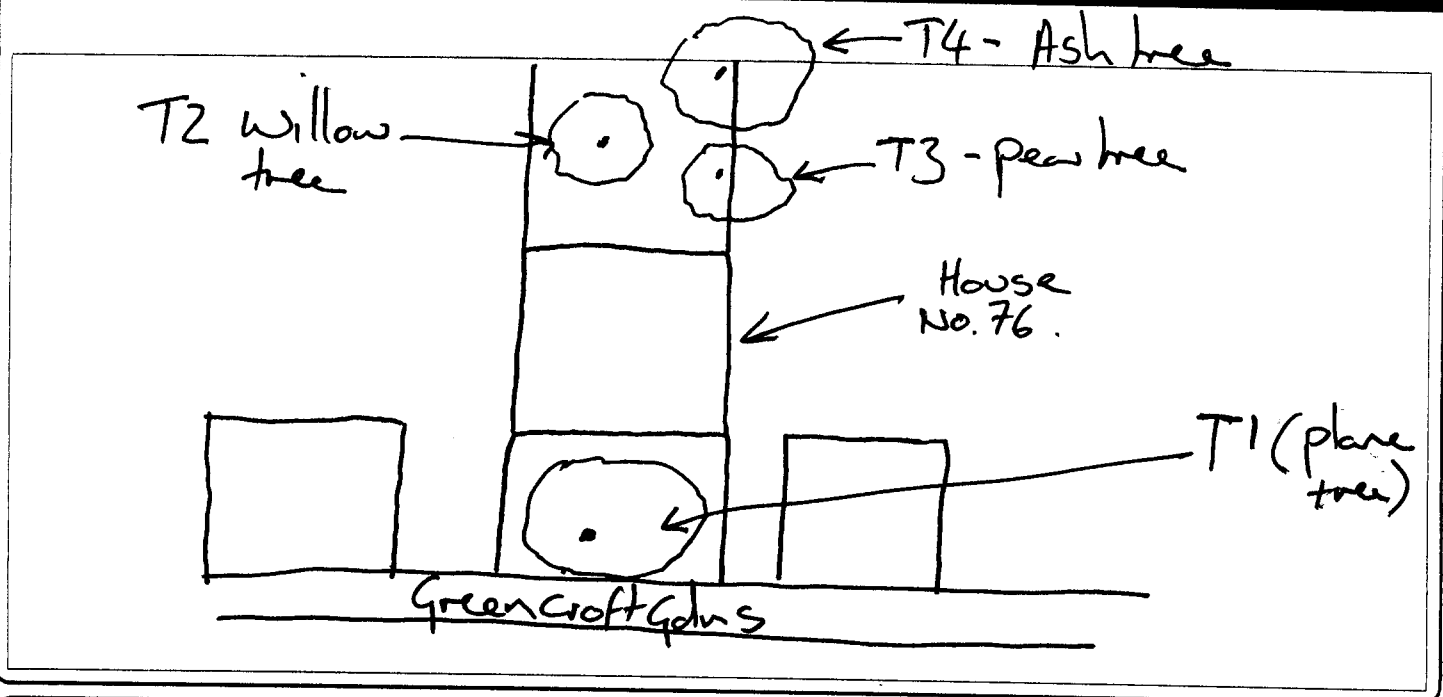 T4 - Ash tree
T2 willow
tree
T3 - pear tree
House
No. 76.
T1 (plane
tree)
Greencroft Gdns